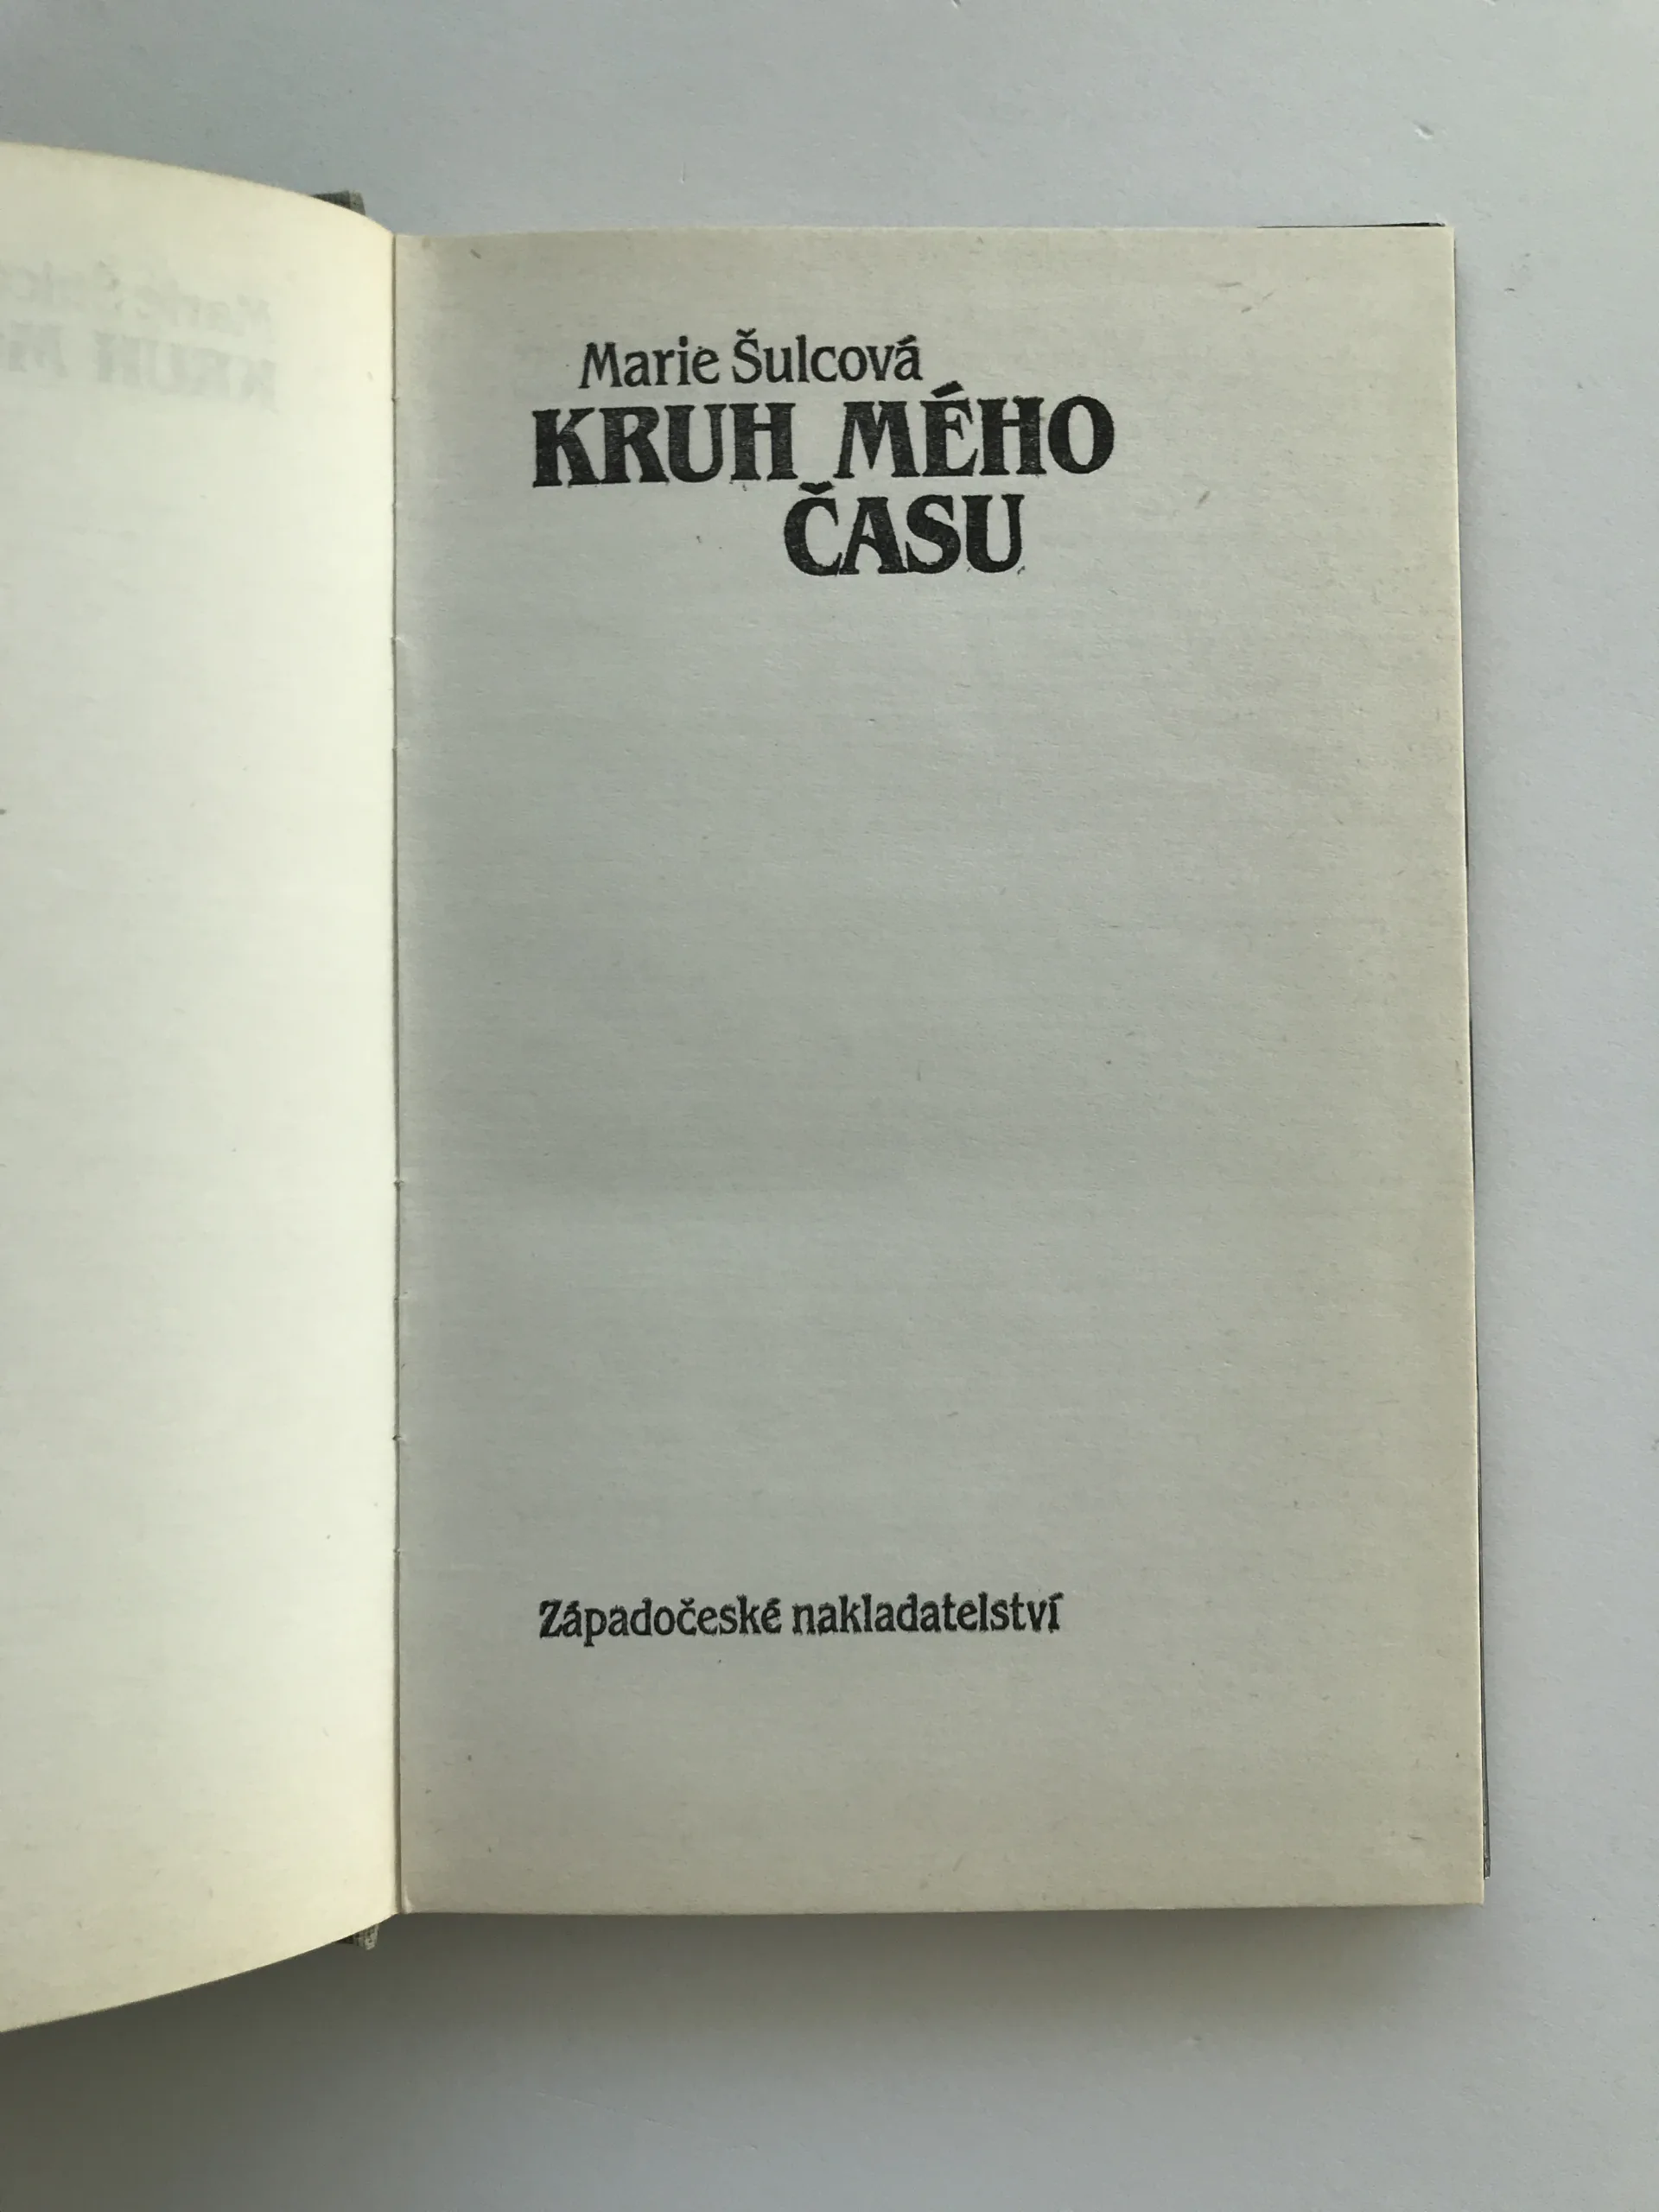 Marie Šulcová
KRUH MÉHO
ČASU
Západočeské nakladatelství